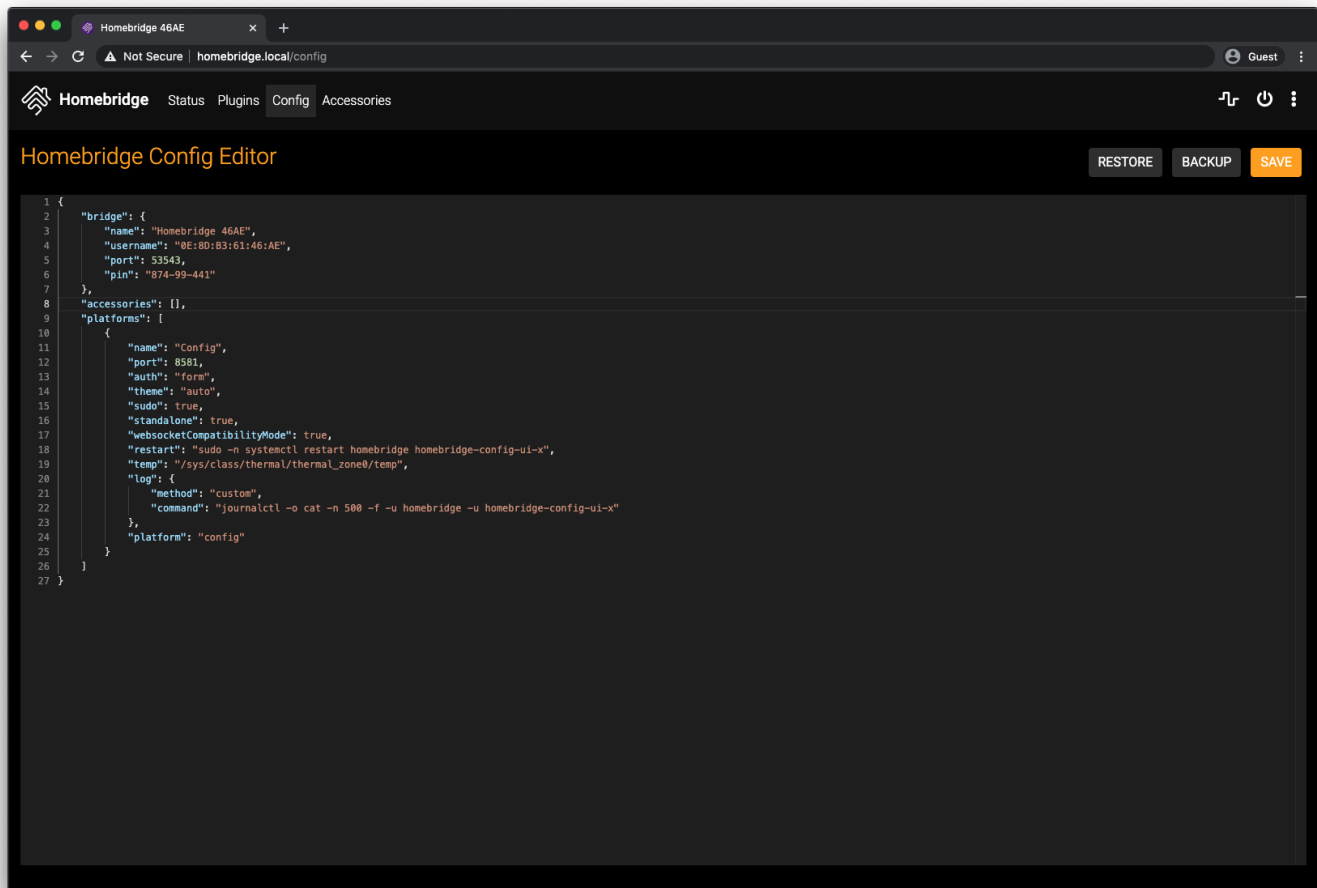 Homebridge 46AE
Not Secure | homebridge.local/config
Guest
Homebridge Status Plugins Config Accessories
Homebridge Config Editor
RESTORE BACKUP SAVE
1 {
2 "bridge": {
3 "name": "Homebridge 46AE",
4 "username": "0E:8D:B3:61:46:AE",
5 "port": 53543,
6 "pin": "874-99-441"
7 },
8 "accessories": [],
9 "platforms": [
10 {
11 "name": "Config",
12 "port": 8581,
13 "auth": "form",
14 "theme": "auto",
15 "sudo": true,
16 "standalone": true,
17 "websocketCompatibilityMode": true,
18 "restart": "sudo -n systemctl restart homebridge homebridge-config-ui-x",
19 "temp": "/sys/class/thermal/thermal_zone0/temp",
20 "log": {
21 "method": "custom",
22 "command": "journalctl -o cat -n 500 -f -u homebridge -u homebridge-config-ui-x"
23 },
24 "platform": "config"
25 }
26 ]
27 }